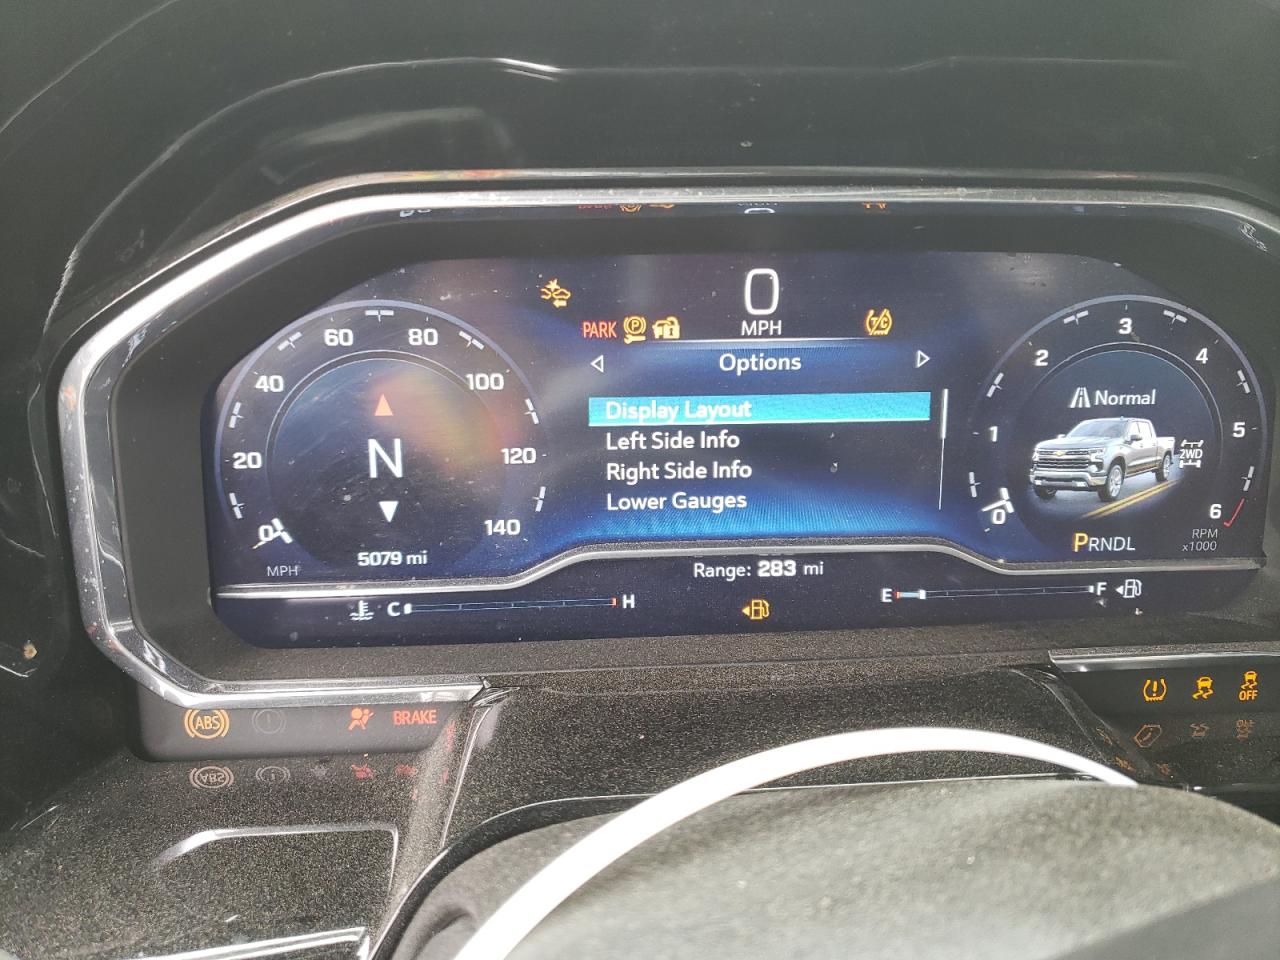 0
MPH
PARK
T/C
Options
Display Layout
Left Side Info
Right Side Info
Lower Gauges
0
20
40
60
80
100
120
140
MPH
N
5079 mi
0
1
2
3
4
5
6
RPM
x1000
Normal
2WD
PRNDL
Range: 283 mi
C H
E F
ABS
BRAKE
OFF